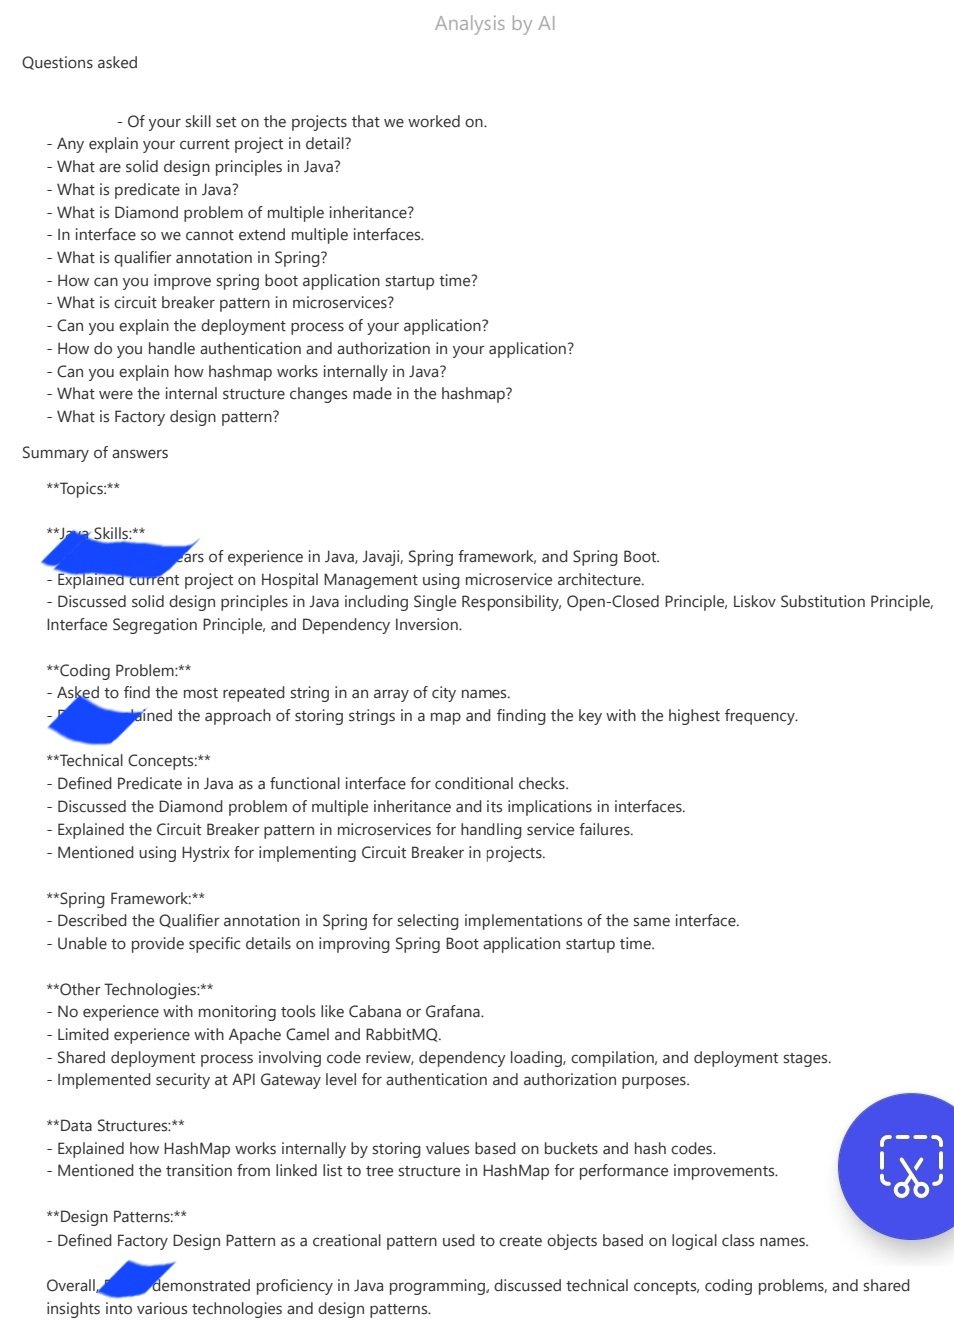 Analysis by AI
Questions asked
- Of your skill set on the projects that we worked on.
- Any explain your current project in detail?
- What are solid design principles in Java?
- What is predicate in Java?
- What is Diamond problem of multiple inheritance?
- In interface so we cannot extend multiple interfaces.
- What is qualifier annotation in Spring?
- How can you improve spring boot application startup time?
- What is circuit breaker pattern in microservices?
- Can you explain the deployment process of your application?
- How do you handle authentication and authorization in your application?
- Can you explain how hashmap works internally in Java?
- What were the internal structure changes made in the hashmap?
- What is Factory design pattern?
Summary of answers
**Topics:**
**Java Skills:**
of experience in Java, Javaji, Spring framework, and Spring Boot.
- Explained current project on Hospital Management using microservice architecture.
- Discussed solid design principles in Java including Single Responsibility, Open-Closed Principle, Liskov Substitution Principle,
Interface Segregation Principle, and Dependency Inversion.
**Coding Problem:**
- Asked to find the most repeated string in an array of city names.
- the approach of storing strings in a map and finding the key with the highest frequency.
**Technical Concepts:**
- Defined Predicate in Java as a functional interface for conditional checks.
- Discussed the Diamond problem of multiple inheritance and its implications in interfaces.
- Explained the Circuit Breaker pattern in microservices for handling service failures.
- Mentioned using Hystrix for implementing Circuit Breaker in projects.
**Spring Framework:**
- Described the Qualifier annotation in Spring for selecting implementations of the same interface.
- Unable to provide specific details on improving Spring Boot application startup time.
**Other Technologies:**
- No experience with monitoring tools like Cabana or Grafana.
- Limited experience with Apache Camel and RabbitMQ.
- Shared deployment process involving code review, dependency loading, compilation, and deployment stages.
- Implemented security at API Gateway level for authentication and authorization purposes.
**Data Structures:**
- Explained how HashMap works internally by storing values based on buckets and hash codes.
- Mentioned the transition from linked list to tree structure in HashMap for performance improvements.
**Design Patterns:**
- Defined Factory Design Pattern as a creational pattern used to create objects based on logical class names.
Overall, demonstrated proficiency in Java programming, discussed technical concepts, coding problems, and shared
insights into various technologies and design patterns.